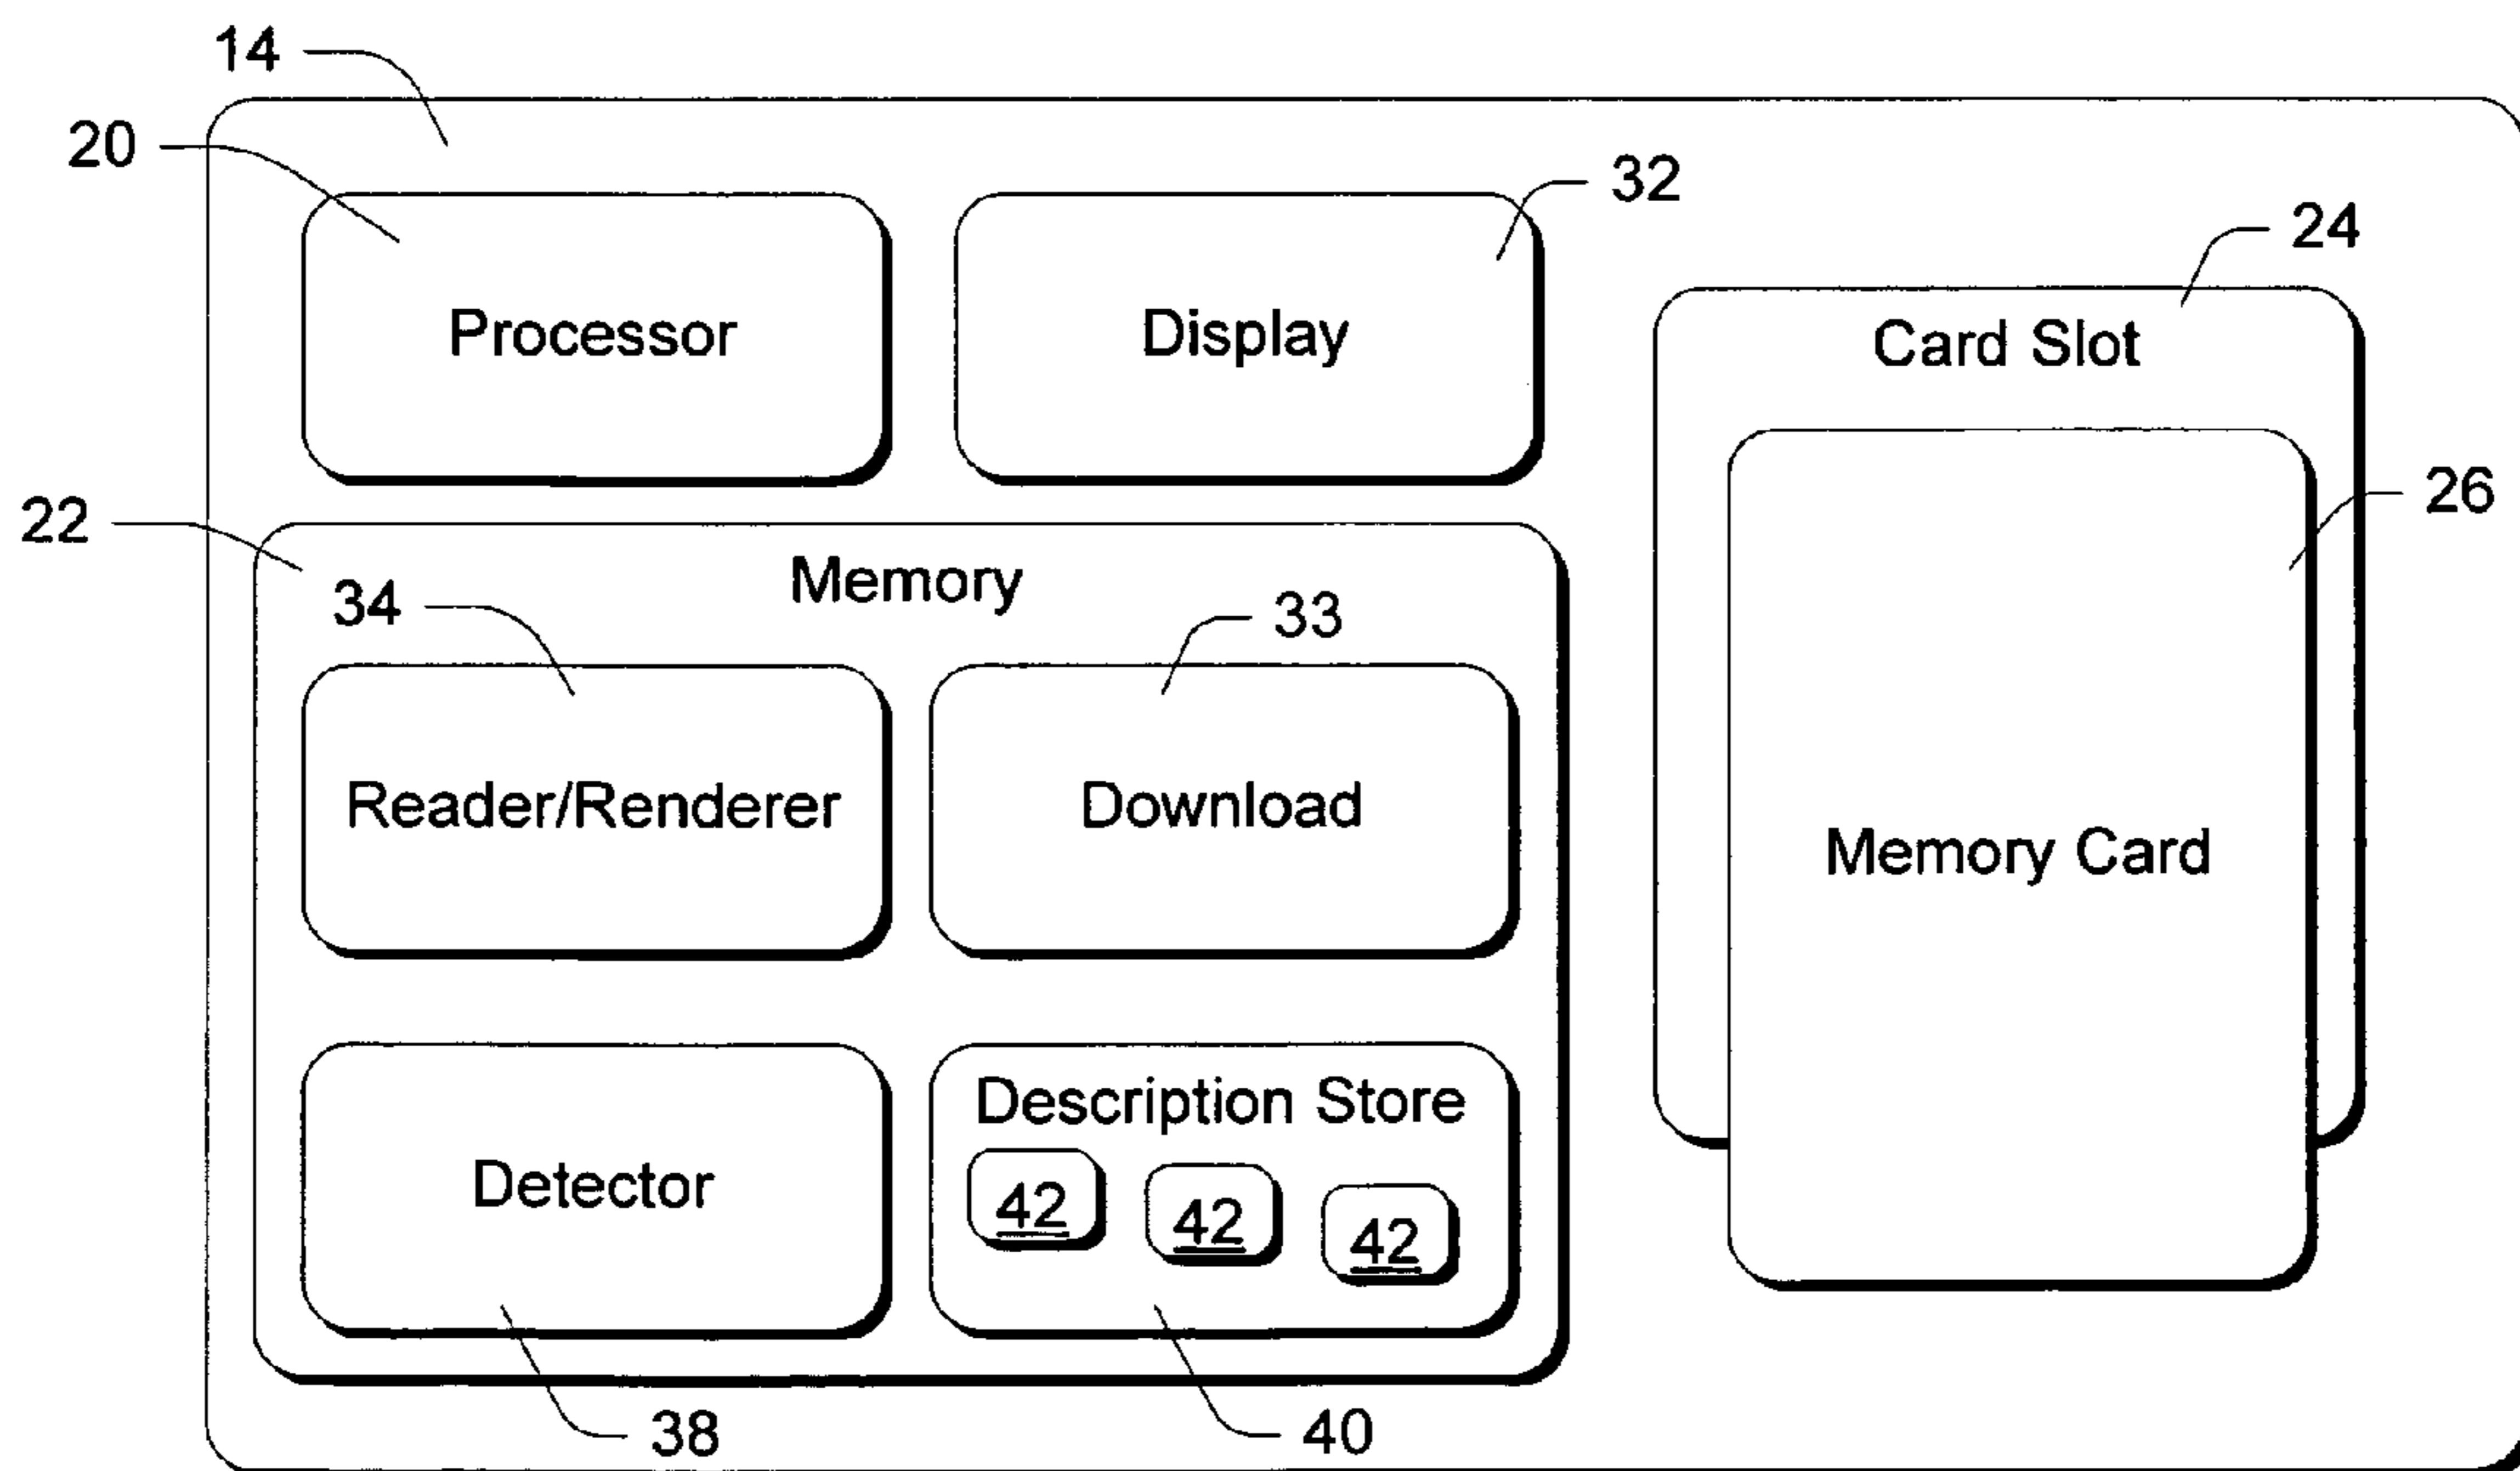 14
20
32
24
Processor
Display
Card Slot
26
22
Memory
34
33
Reader/Renderer
Download
Memory Card
Detector
Description Store
42
42
42
38
40